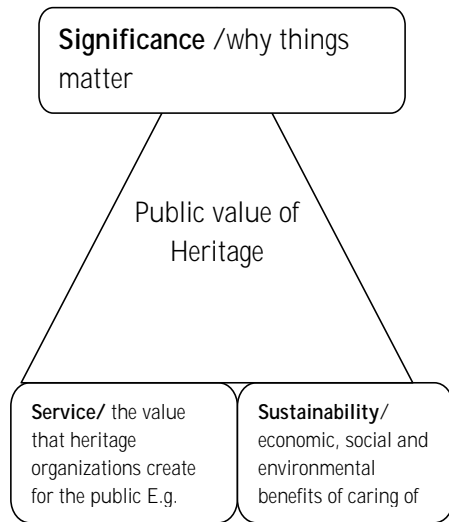 Significance /why things
matter
Public value of
Heritage
Service/ the value
that heritage
organizations create
for the public E.g.
Sustainability/
economic, social and
environmental
benefits of caring of